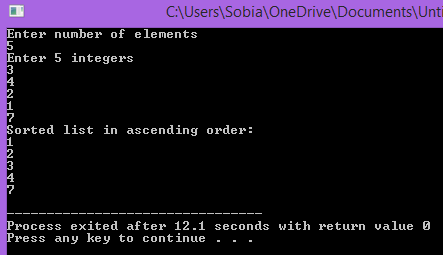 C:\Users\Sobia\OneDrive\Documents\Unti
Enter number of elements
5
Enter 5 integers
3
4
2
1
7
Sorted list in ascending order:
1
2
3
4
7
--------------------------------
Process exited after 12.1 seconds with return value 0
Press any key to continue . . .